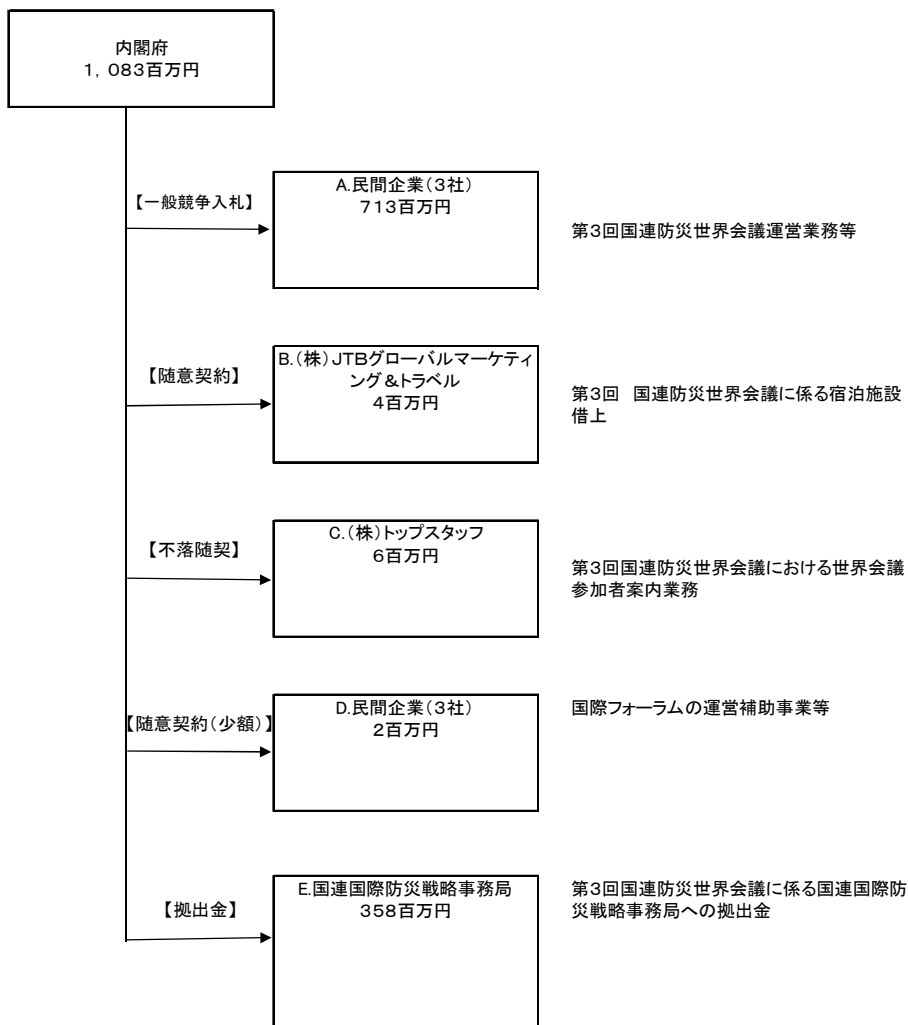 内閣府
1,083百万円
【一般競争入札】
A.民間企業(3社)
713百万円
第3回国連防災世界会議運営業務等
【随意契約】
B.(株)JTBグローバルマーケティ
ング&トラベル
4百万円
第3回　国連防災世界会議に係る宿泊施設
借上
【不落随契】
C.(株)トップスタッフ
6百万円
第3回国連防災世界会議における世界会議
参加者案内業務
【随意契約(少額)】
D.民間企業(3社)
2百万円
国際フォーラムの運営補助事業等
【拠出金】
E.国連国際防災戦略事務局
358百万円
第3回国連防災世界会議に係る国連国際防
災戦略事務局への拠出金